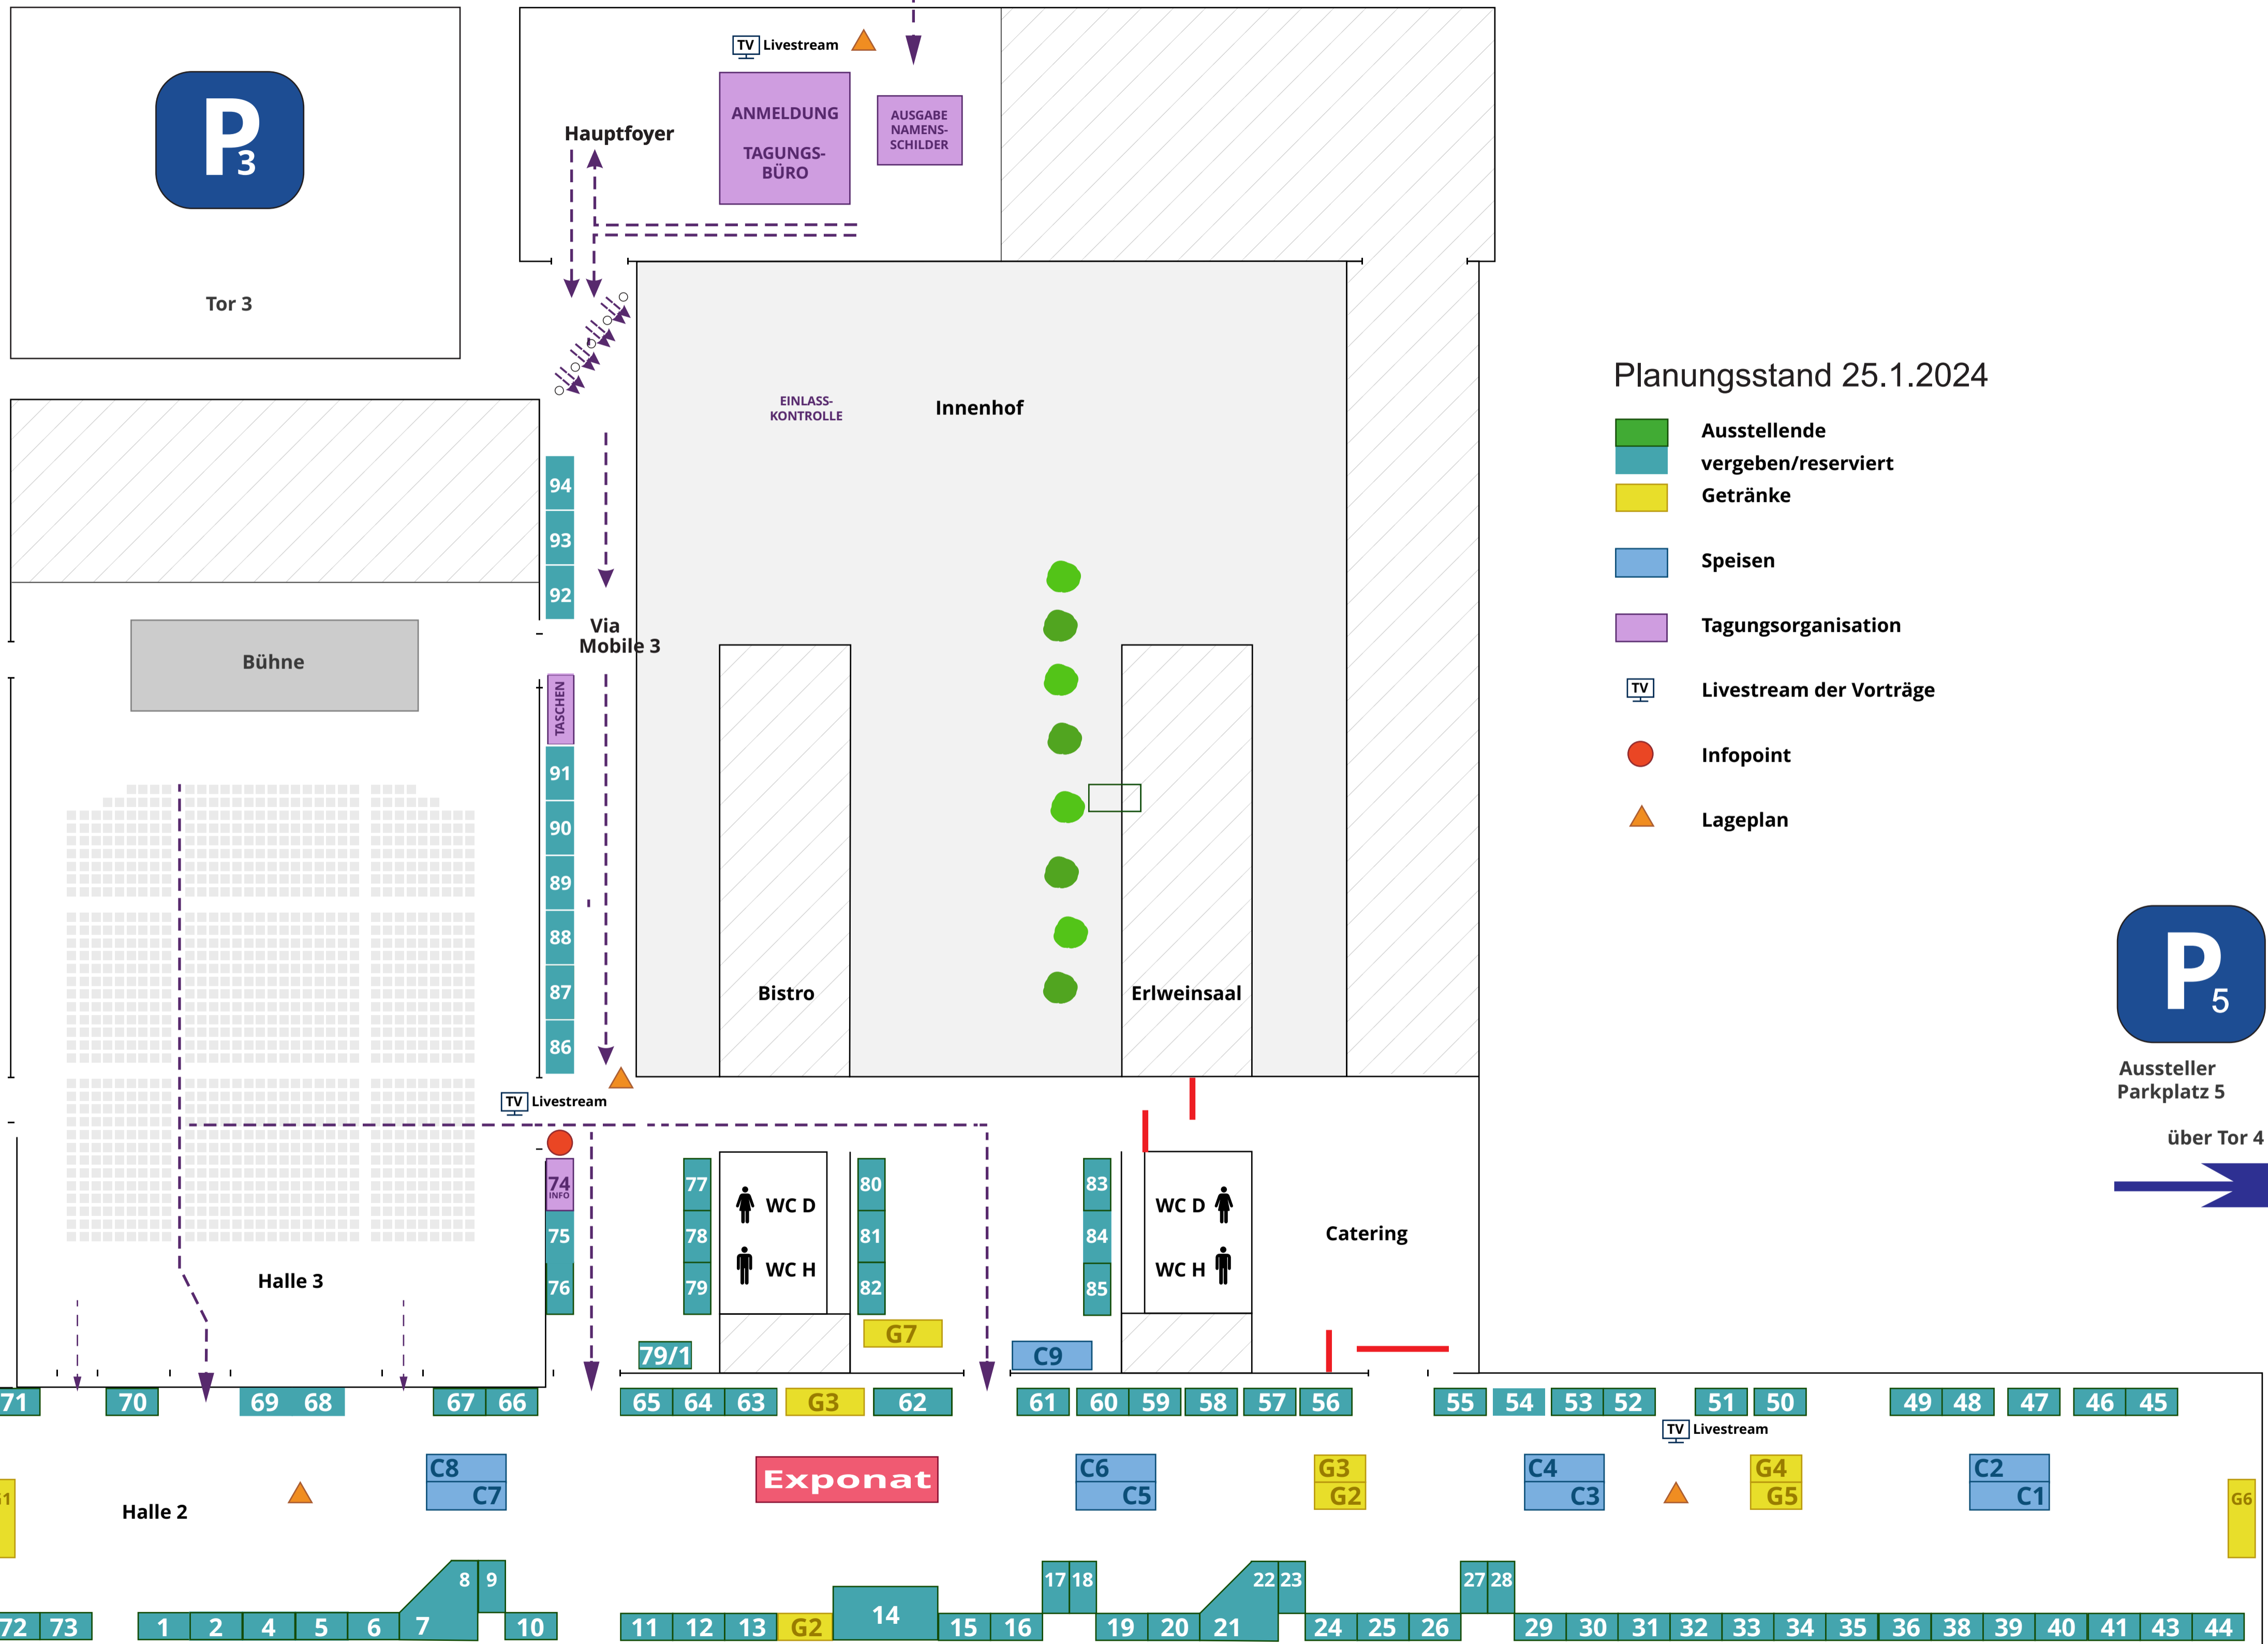 P3
Tor 3
TV Livestream
ANMELDUNG
TAGUNGS-
BÜRO
AUSGABE
NAMENS-
SCHILDER
Hauptfoyer
EINLASS-
KONTROLLE
Innenhof
Planungsstand 25.1.2024
Ausstellende
vergeben/reserviert
Getränke
Speisen
Tagungsorganisation
TV Livestream der Vorträge
Infopoint
Lageplan
94
93
92
Via
Mobile 3
Bühne
TASCHEN
91
90
89
88
87
86
Bistro
Erlweinsaal
P5
Aussteller
Parkplatz 5
über Tor 4
TV Livestream
74
INFO
75
76
77
78
79
79/1
WC D
WC H
80
81
82
G7
83
84
85
C9
WC D
WC H
Catering
Halle 3
71 70 69 68 67 66 65 64 63 G3 62 61 60 59 58 57 56 55 54 53 52 51 50 49 48 47 46 45
TV Livestream
C8
C7
Exponat
C6
C5
G3
G2
C4
C3
G4
G5
C2
C1
G6
Halle 2
8 9 17 18 22 23 27 28
72 73 1 2 4 5 6 7 10 11 12 13 G2 14 15 16 19 20 21 24 25 26 29 30 31 32 33 34 35 36 38 39 40 41 43 44